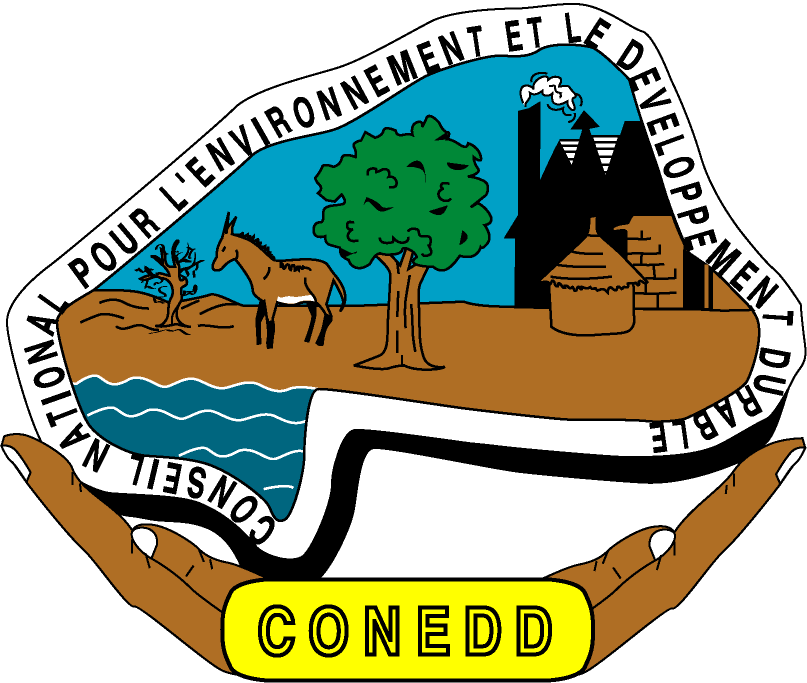 CONSEIL NATIONAL POUR L'ENVIRONNEMENT ET LE DEVELOPPEMENT DURABLE
CONEDD